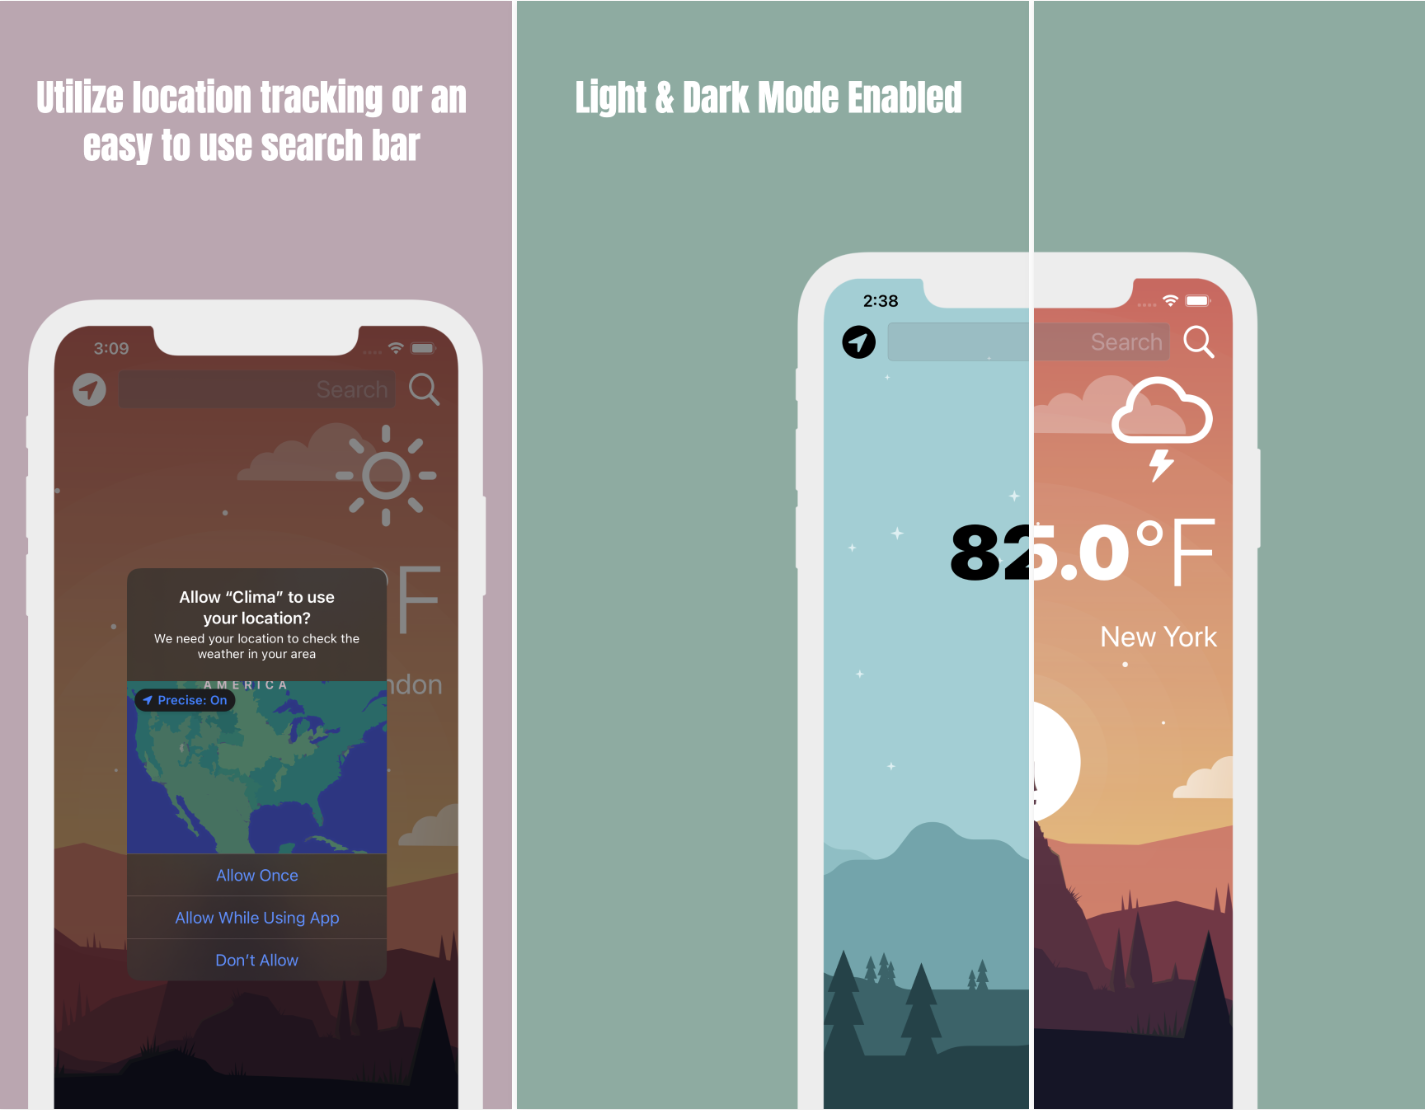 Utilize location tracking or an
easy to use search bar
3:09
Search
F
Allow “Clima” to use
your location?
We need your location to check the
weather in your area
ndon
AMERICA
Precise: On
Allow Once
Allow While Using App
Don’t Allow
Light & Dark Mode Enabled
2:38
Search
825.0°F
New York